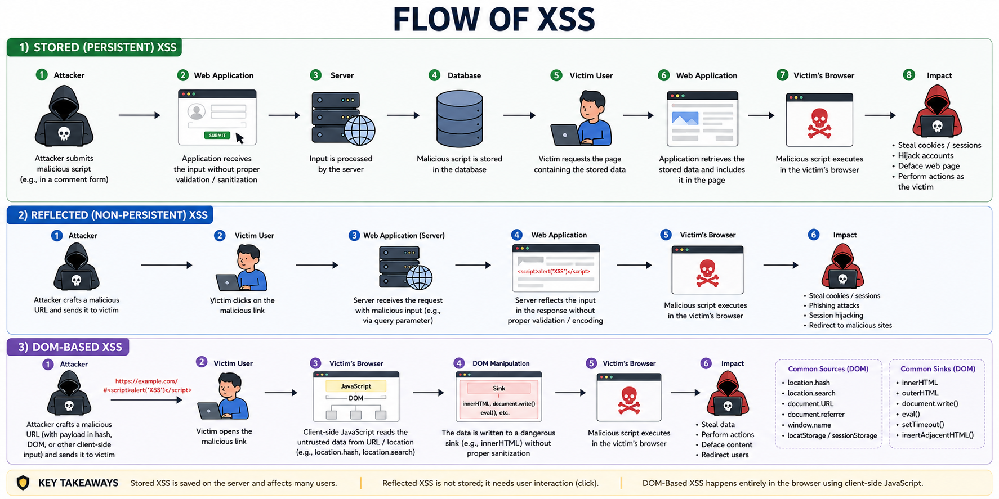 FLOW OF XSS
1) STORED (PERSISTENT) XSS
1 Attacker
Attacker submits
malicious script
(e.g., in a comment form)
2 Web Application
SUBMIT
Application receives
the input without proper
validation / sanitization
3 Server
Input is processed
by the server
4 Database
Malicious script is stored
in the database
5 Victim User
Victim requests the page
containing the stored data
6 Web Application
Application retrieves the
stored data and includes
it in the page
7 Victim's Browser
Malicious script executes
in the victim's browser
8 Impact
• Steal cookies / sessions
• Hijack accounts
• Deface web page
• Perform actions as
the victim
2) REFLECTED (NON-PERSISTENT) XSS
1 Attacker
Attacker crafts a malicious
URL and sends it to victim
2 Victim User
Victim clicks on the
malicious link
3 Web Application (Server)
Server receives the request
with malicious input (e.g.,
via query parameter)
4 Web Application
<script>alert('XSS')</script>
Server reflects the input
in the response without
proper validation / encoding
5 Victim's Browser
Malicious script executes
in the victim's browser
6 Impact
• Steal cookies / sessions
• Phishing attacks
• Session hijacking
• Redirect to malicious sites
3) DOM-BASED XSS
1 Attacker
Attacker crafts a malicious
URL (with payload in hash,
DOM, or other client-side
input) and sends it to victim
https://example.com/
#<script>alert('XSS')</script>
2 Victim User
Victim opens the
malicious link
3 Victim's Browser
JavaScript
DOM
Client-side JavaScript reads the
untrusted data from URL / location
(e.g., location.hash, location.search)
4 DOM Manipulation
Sink
innerHTML, document.write()
eval(), etc.
The data is written to a dangerous
sink (e.g., innerHTML) without
proper sanitization
5 Victim's Browser
Malicious script executes
in the victim's browser
6 Impact
• Steal data
• Perform actions
• Deface content
• Redirect users
Common Sources (DOM)
• location.hash
• location.search
• document.URL
• document.referrer
• window.name
• locatStorage / sessionStorage
Common Sinks (DOM)
• innerHTML
• outerHTML
• document.write()
• eval()
• setTimeout()
• insertAdjacentHTML()
KEY TAKEAWAYS
Stored XSS is saved on the server and affects many users.
Reflected XSS is not stored; it needs user interaction (click).
DOM-Based XSS happens entirely in the browser using client-side JavaScript.